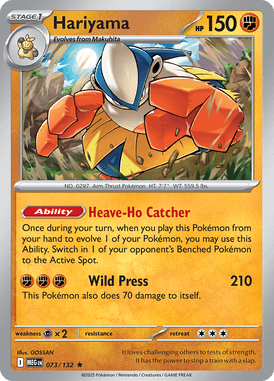 STAGE 1
Hariyama
HP 150
Evolves from Makuhita
NO. 0297 Arm Thrust Pokémon HT: 7'7" WT: 559.5 lbs.
Ability Heave-Ho Catcher
Once during your turn, when you play this Pokémon
from your hand to evolve 1 of your Pokémon, you may use this
Ability. Switch in 1 of your opponent's Benched Pokémon
to the Active Spot.
Wild Press 210
This Pokémon also does 70 damage to itself.
weakness ×2 resistance retreat
Illus. GOSSAN
I MEG EN 073/132 ★
It loves challenging others to tests of strength.
It has the power to stop a train with a slap.
©2025 Pokémon / Nintendo / Creatures / GAME FREAK